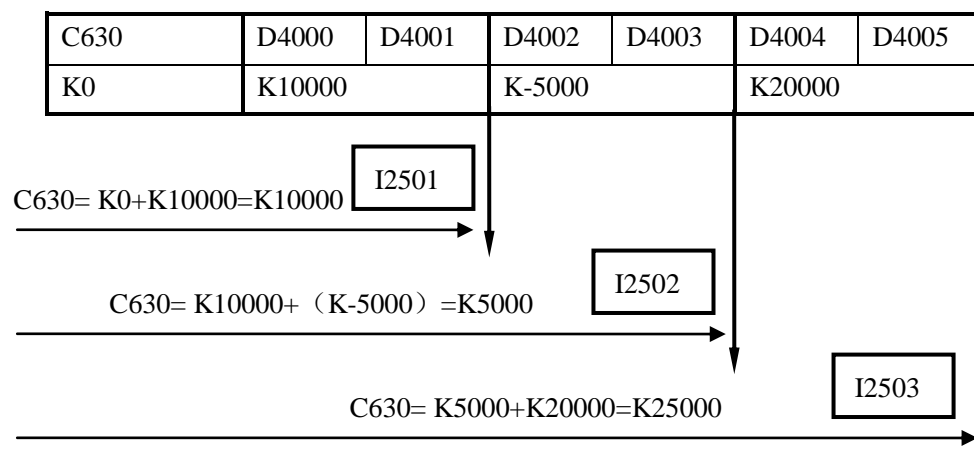 C630 D4000 D4001 D4002 D4003 D4004 D4005
K0 K10000 K-5000 K20000
I2501
C630= K0+K10000=K10000
I2502
C630= K10000+（K-5000）=K5000
I2503
C630= K5000+K20000=K25000